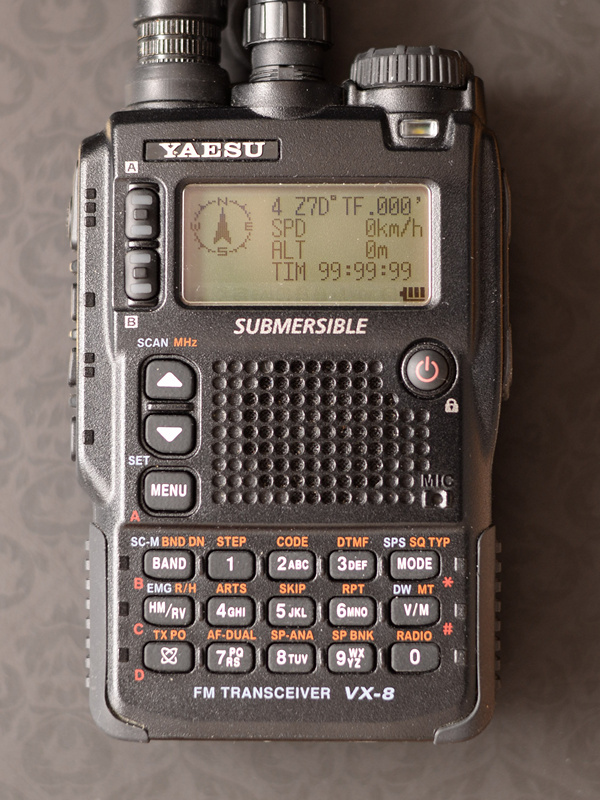 YAESU
A
N
W E
S
4 Z7D°TF.000'
SPD 0km/h
ALT 0m
TIM 99:99:99
B
SUBMERSIBLE
SCAN MHz
SET
MENU
MIC
A
SC-M BND DN STEP CODE DTMF SPS SQ TYP
BAND 1 2ABC 3DEF MODE
B EMG R/H ARTS SKIP RPT DW MT *
HM/RV 4GHI 5JKL 6MNO V/M
C TX PO AF-DUAL SP-ANA SP BNK RADIO #
7PQRS 8TUV 9WXYZ 0
D
FM TRANSCEIVER VX-8